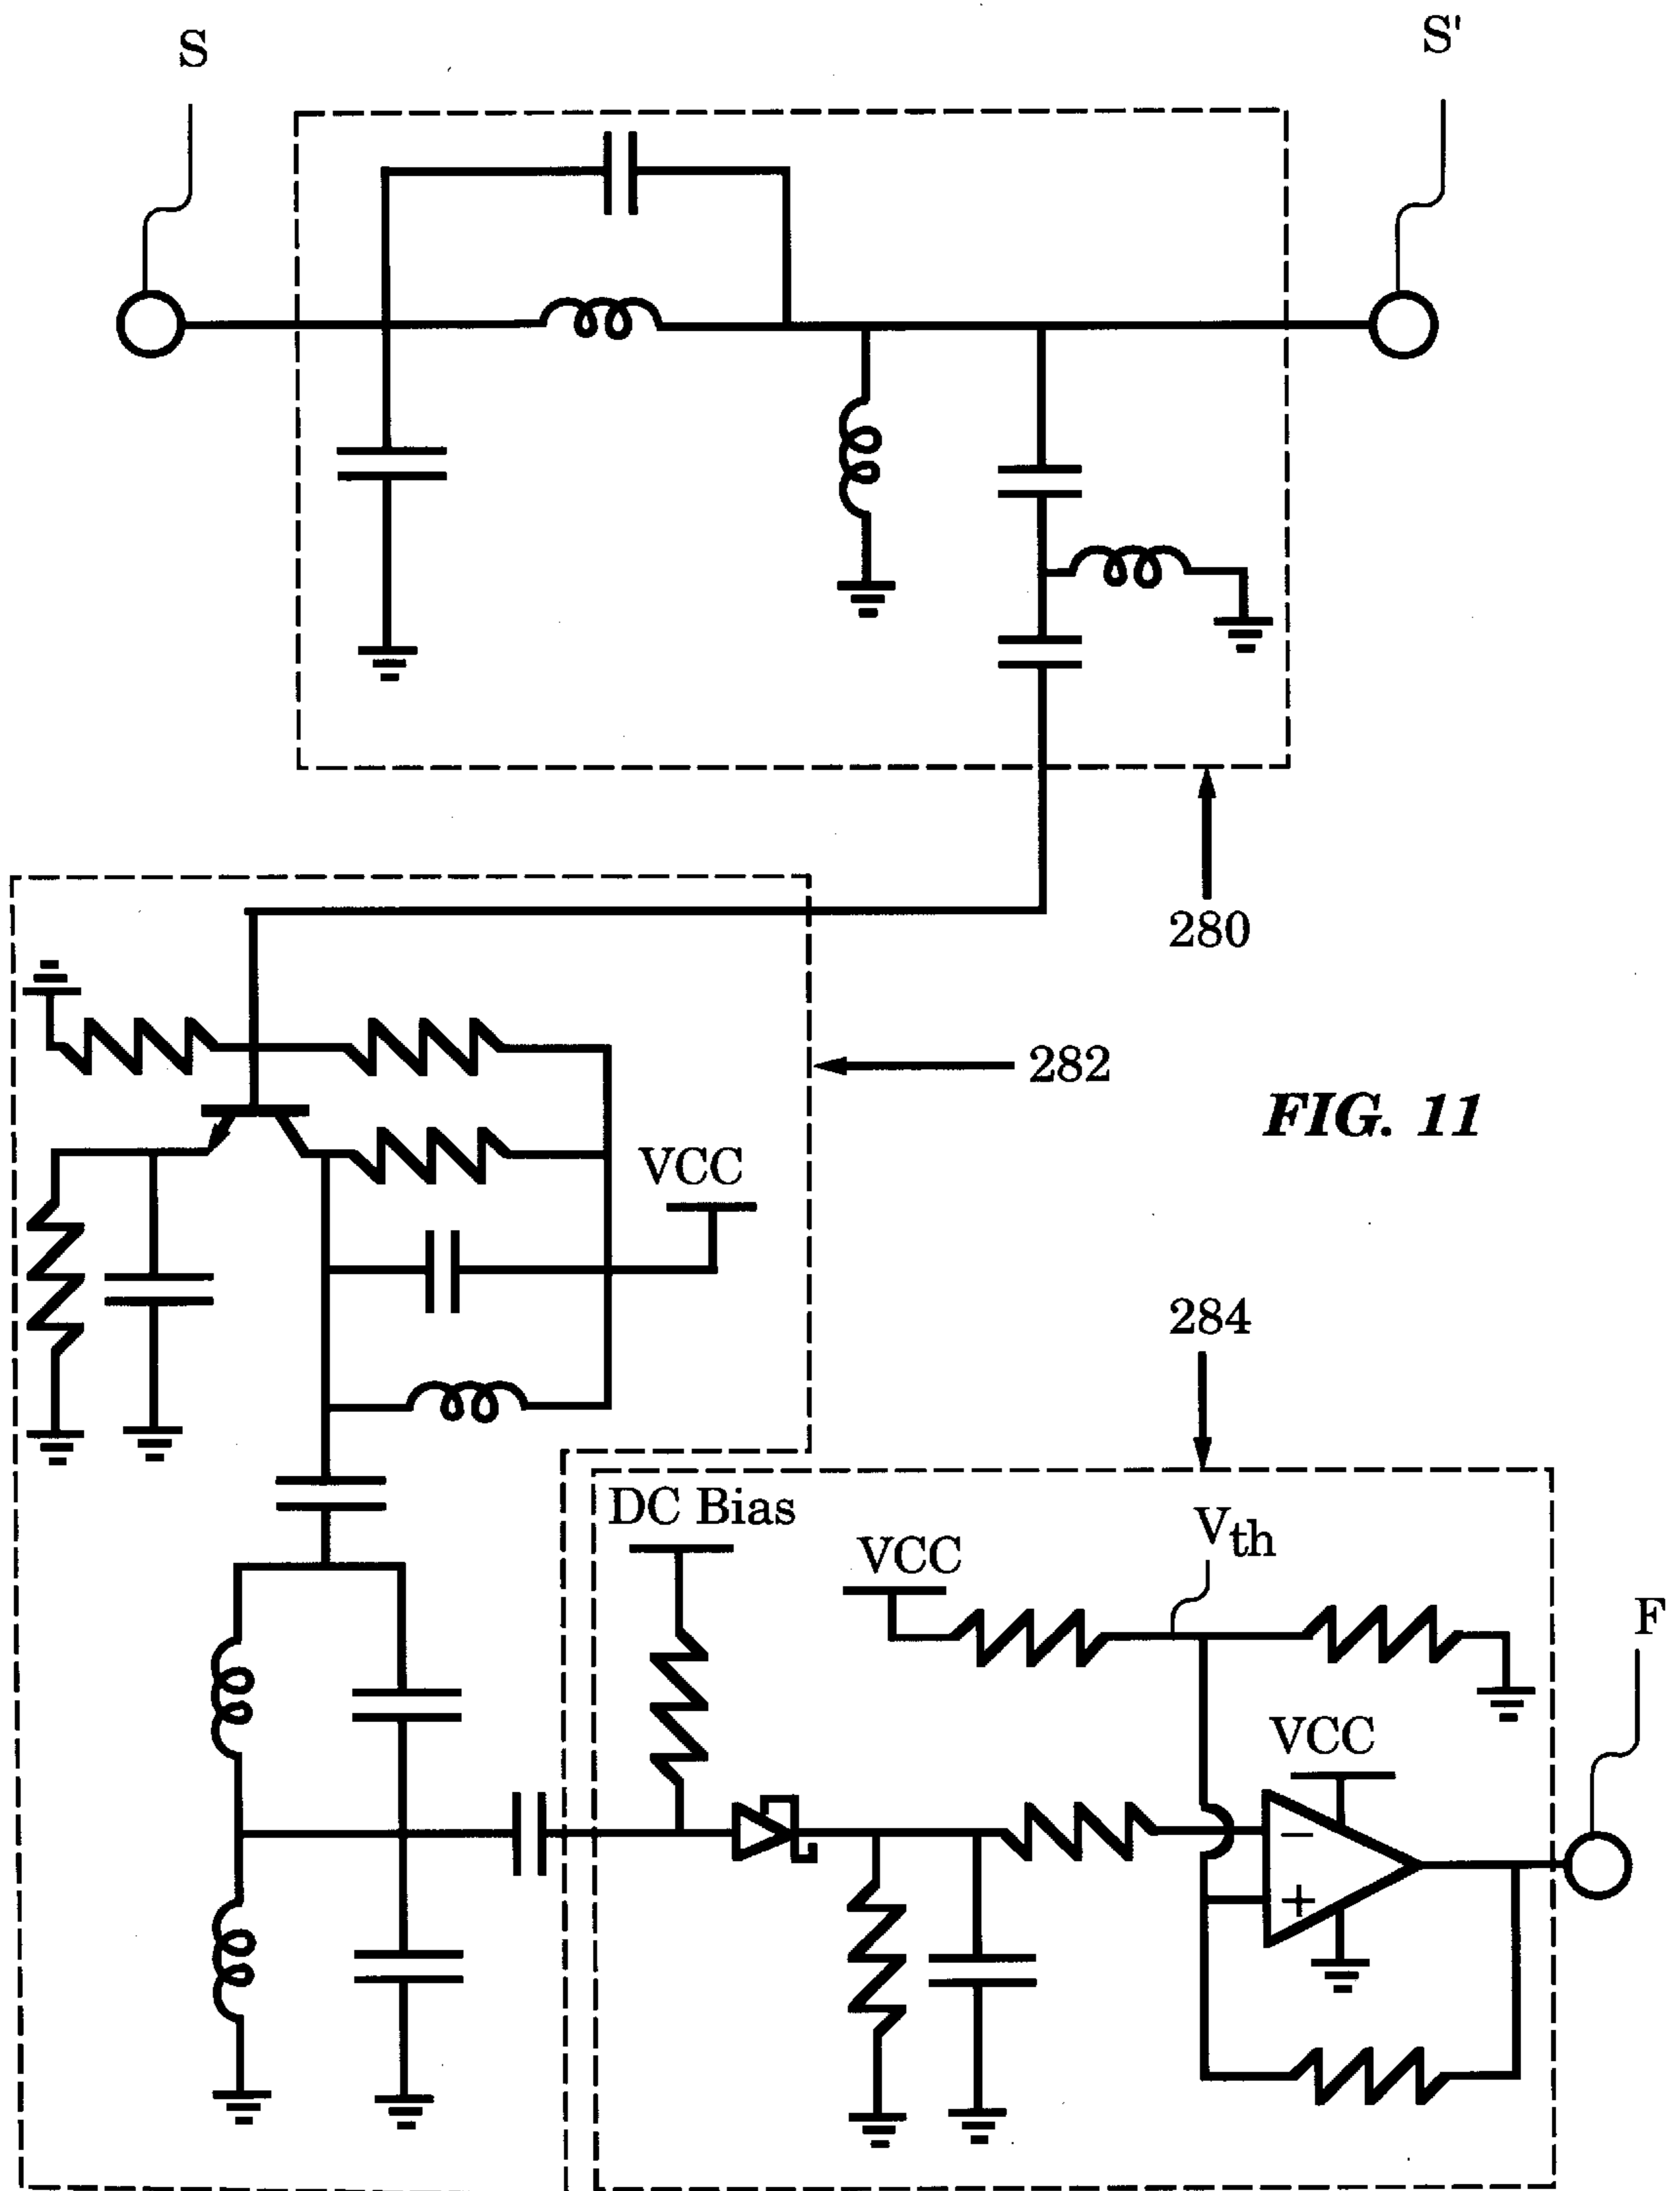 S
S'
280
282
FIG. 11
VCC
284
DC Bias
VCC
Vth
F
VCC
−
+